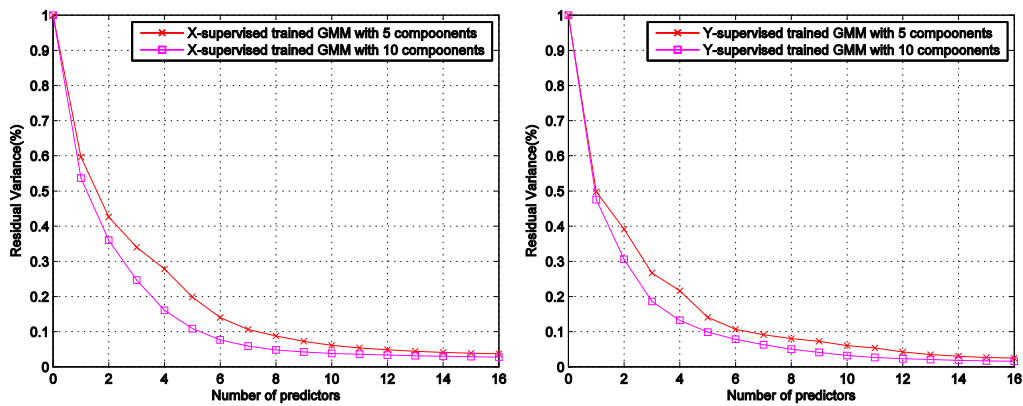 X-supervised trained GMM with 5 compoonents
X-supervised trained GMM with 10 compoonents
Residual Variance(%)
1
0.9
0.8
0.7
0.6
0.5
0.4
0.3
0.2
0.1
0
0 2 4 6 8 10 12 14 16
Number of predictors
Y-supervised trained GMM with 5 compoonents
Y-supervised trained GMM with 10 compoonents
Residual Variance(%)
1
0.9
0.8
0.7
0.6
0.5
0.4
0.3
0.2
0.1
0
0 2 4 6 8 10 12 14 16
Number of predictors